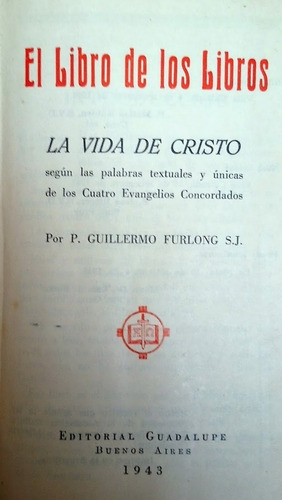 El Libro de los Libros
LA VIDA DE CRISTO
según las palabras textuales y únicas
de los Cuatro Evangelios Concordados
Por P. GUILLERMO FURLONG S.J.
EDITORIAL GUADALUPE
BUENOS AIRES
1943